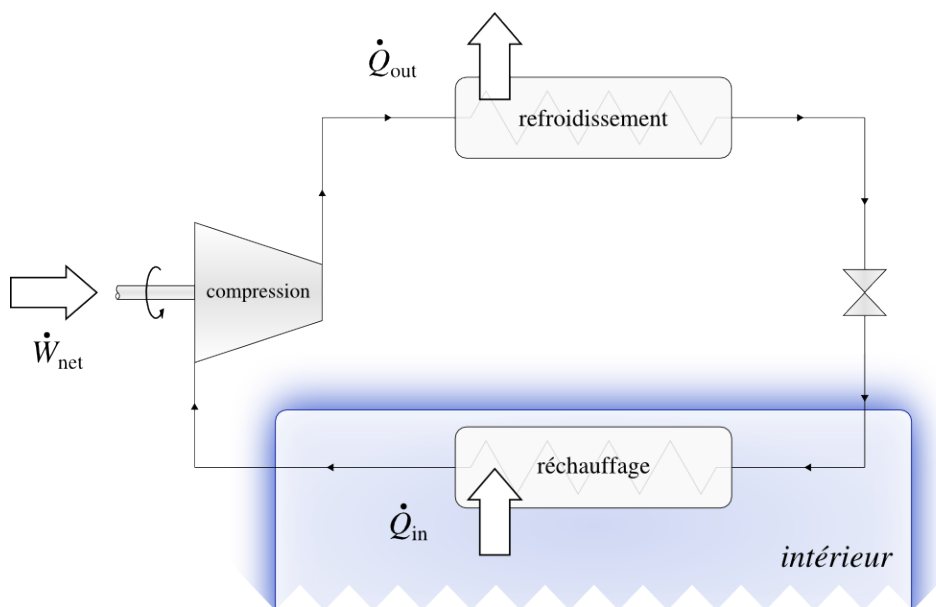 Q̇out
refroidissement
compression
Ẇnet
réchauffage
Q̇in
intérieur